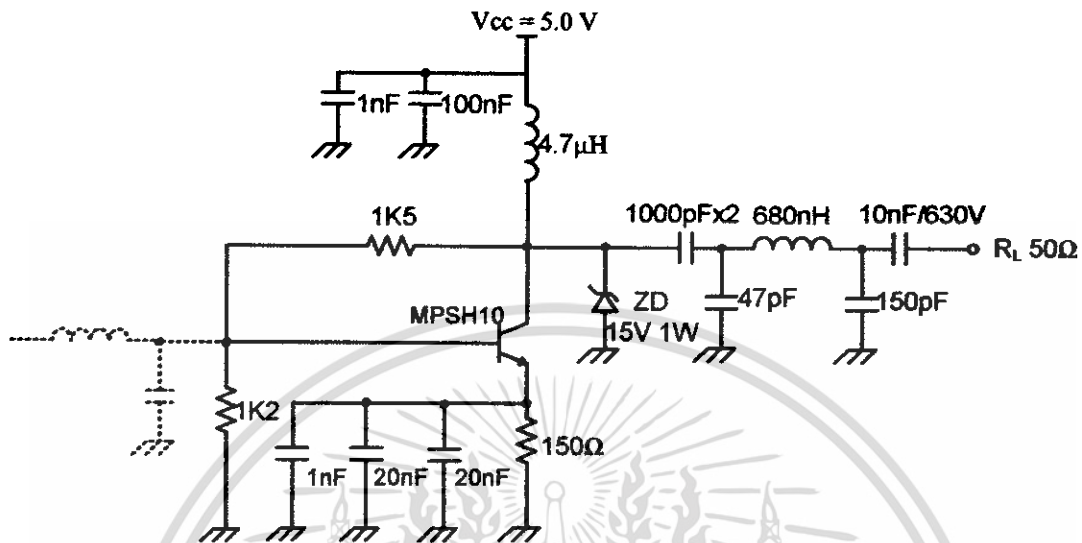 Vcc = 5.0 V
1nF
100nF
4.7μH
1K5
1000pFx2
680nH
10nF/630V
RL 50Ω
MPSH10
ZD
15V 1W
47pF
150pF
1K2
1nF
20nF
20nF
150Ω